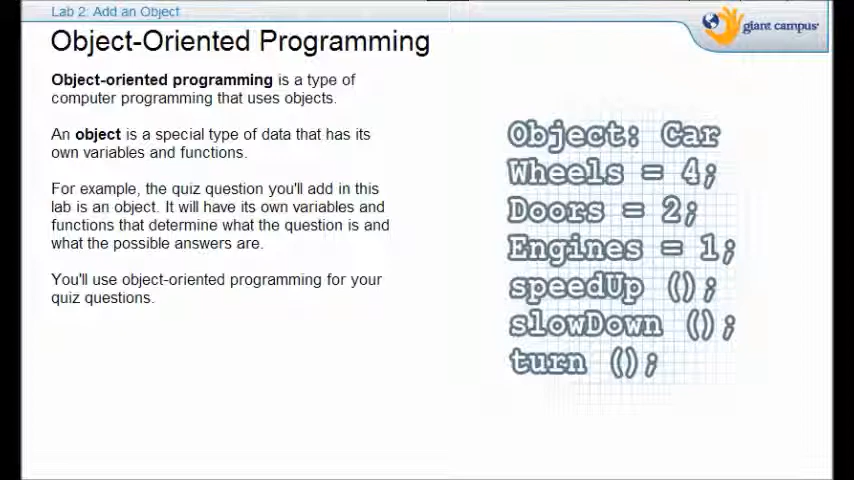 Lab 2: Add an Object
giant campus
Object-Oriented Programming
Object-oriented programming is a type of
computer programming that uses objects.
An object is a special type of data that has its
own variables and functions.
For example, the quiz question you'll add in this
lab is an object. It will have its own variables and
functions that determine what the question is and
what the possible answers are.
You'll use object-oriented programming for your
quiz questions.
Object: Car
Wheels = 4;
Doors = 2;
Engines = 1;
speedUp ();
slowDown ();
turn ();